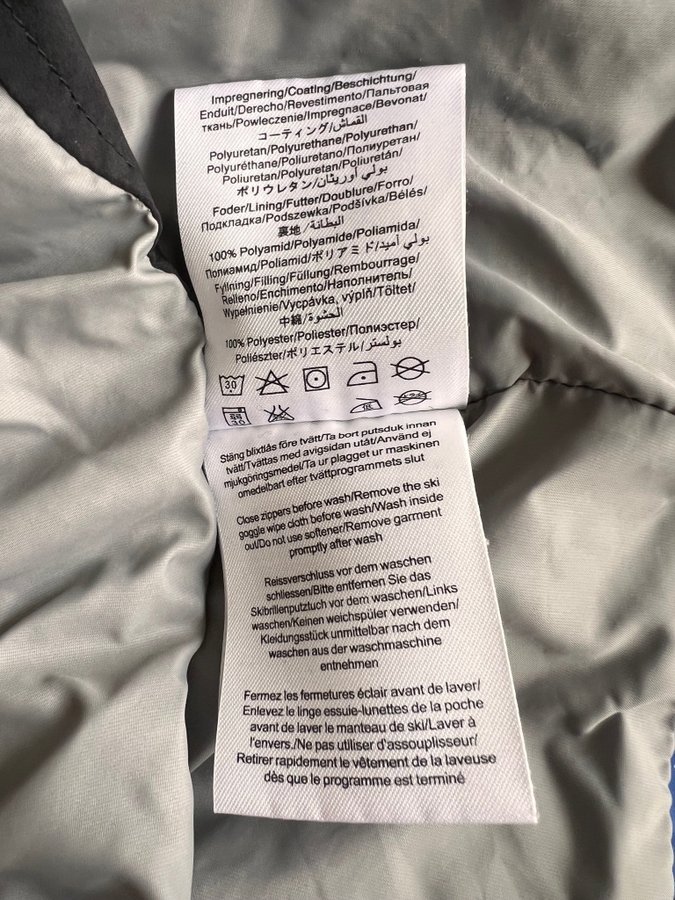 Impregnering/Coating/Beschichtung/
Enduit/Derecho/Revestimento/Пальтовая
ткань/Powleczenie/Impregnace/Bevonat/
コーティング/القماش
Polyuretan/Polyurethane/Polyurethan/
Polyuréthane/Poliuretano/Полиуретан/
Poliuretan/Polyuretan/Poliuretán/
ポリウレタン/بولي أوريثان
Foder/Lining/Futter/Doublure/Forro/
Подкладка/Podszewka/Podšívka/Bélés/
裏地/البطانة
100% Polyamid/Polyamide/Poliamida/
Полиамид/Poliamid/ポリアミド/بولي أميد
Fyllning/Filling/Füllung/Rembourrage/
Relleno/Enchimento/Наполнитель/
Wypełnienie/Vycpávka, výplň/Töltet/
中綿/الحشوة
100% Polyester/Poliester/Полиэстер/
Poliészter/ポリエステル/بولستر
30
30
Stäng blixtlås före tvätt/Ta bort putsduk innan
tvätt/Tvättas med avigsidan utåt/Använd ej
mjukgöringsmedel/Ta ur plagget ur maskinen
omedelbart efter tvättprogrammets slut
Close zippers before wash/Remove the ski
goggle wipe cloth before wash/Wash inside
out/Do not use softener/Remove garment
promptly after wash
Reissverschluss vor dem waschen
schliessen/Bitte entfernen Sie das
Skibrillenputztuch vor dem waschen/Links
waschen/Keinen weichspüler verwenden/
Kleidungsstück unmittelbar nach dem
waschen aus der waschmaschine
entnehmen
Fermez les fermetures éclair avant de laver/
Enlevez le linge essuie-lunettes de la poche
avant de laver le manteau de ski/Laver à
l'envers./Ne pas utiliser d'assouplisseur/
Retirer rapidement le vêtement de la laveuse
dès que le programme est terminé